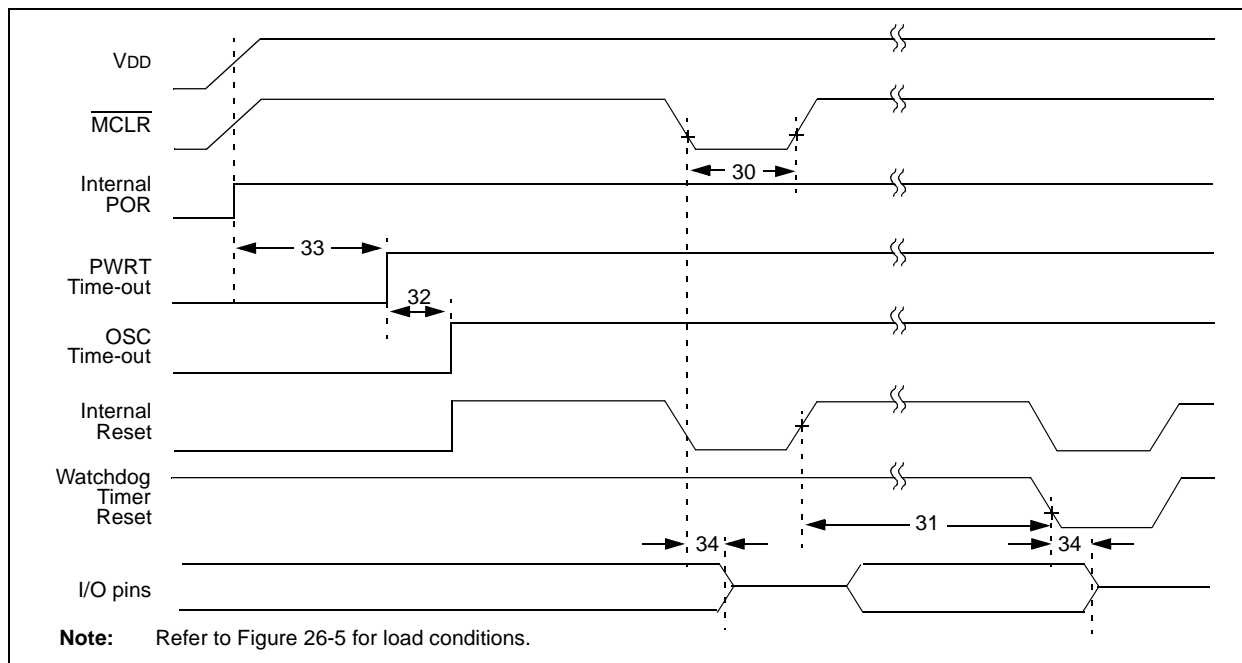 VDD
MCLR
30
Internal
POR
33
PWRT
Time-out
32
OSC
Time-out
Internal
Reset
Watchdog
Timer
Reset
31
34
34
I/O pins
Note: Refer to Figure 26-5 for load conditions.